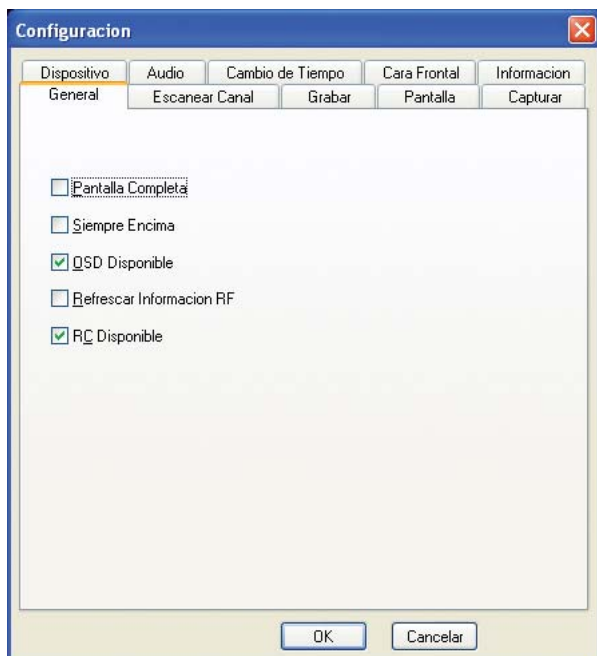 Configuracion
Dispositivo Audio Cambio de Tiempo Cara Frontal Informacion
General Escanear Canal Grabar Pantalla Capturar
Pantalla Completa
Siempre Encima
OSD Disponible
Refrescar Informacion RF
RC Disponible
OK Cancelar